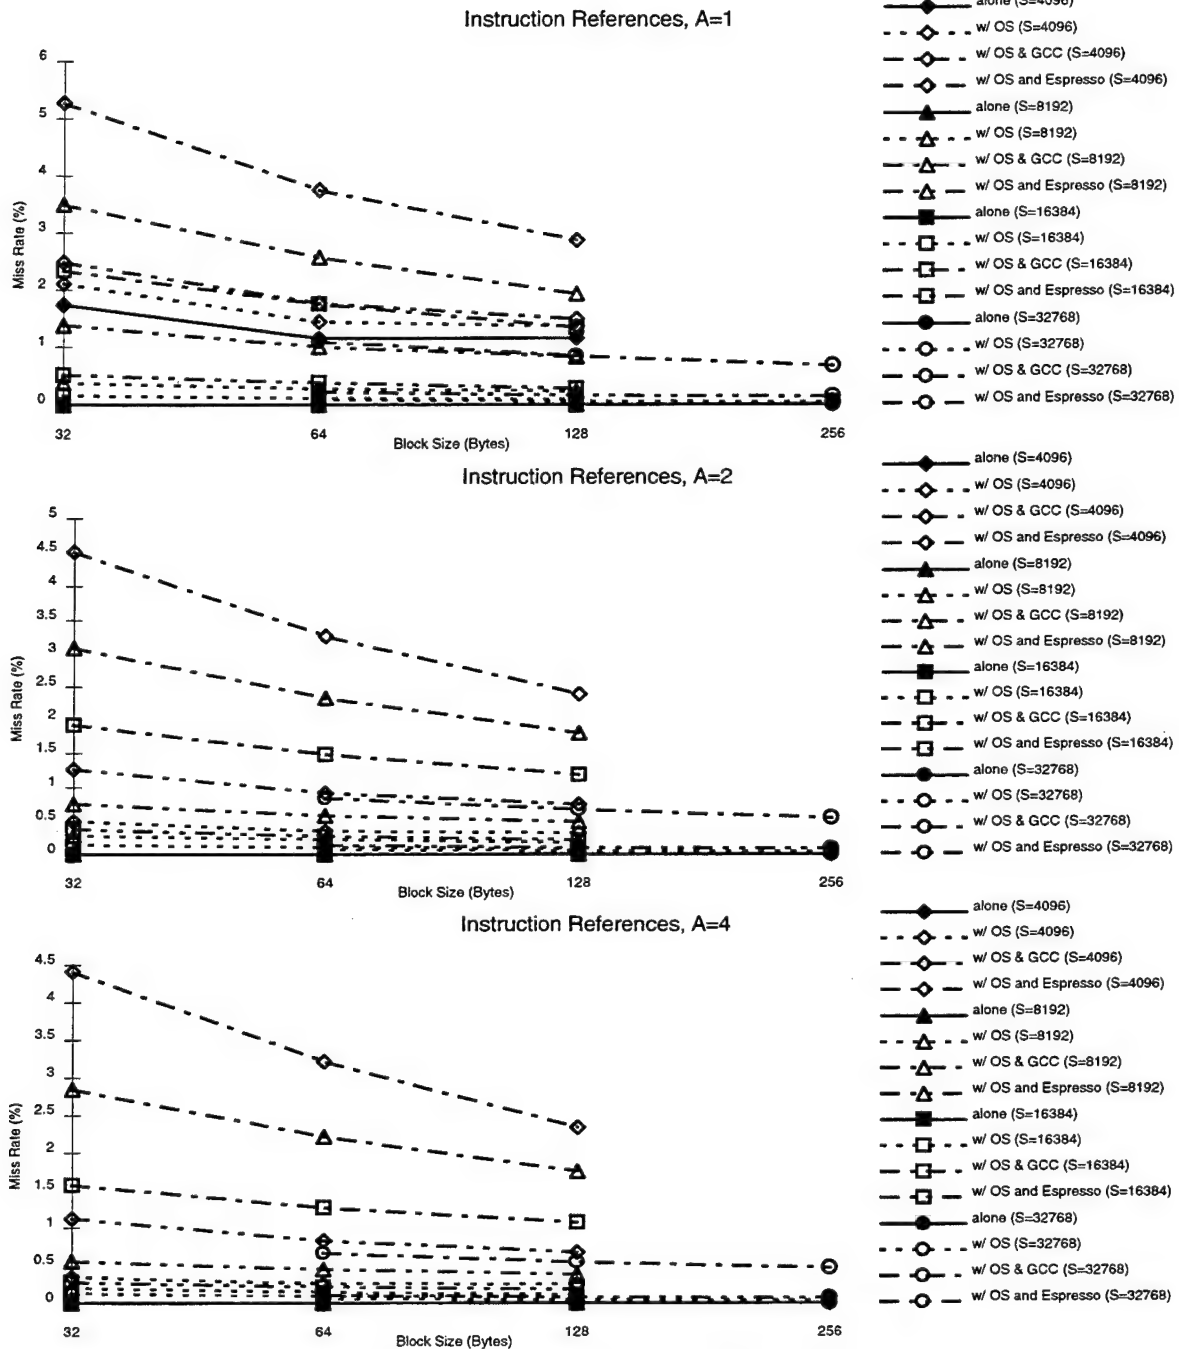 Instruction References, A=1
alone (S=4096)
w/ OS (S=4096)
w/ OS & GCC (S=4096)
w/ OS and Espresso (S=4096)
alone (S=8192)
w/ OS (S=8192)
w/ OS & GCC (S=8192)
w/ OS and Espresso (S=8192)
alone (S=16384)
w/ OS (S=16384)
w/ OS & GCC (S=16384)
w/ OS and Espresso (S=16384)
alone (S=32768)
w/ OS (S=32768)
w/ OS & GCC (S=32768)
w/ OS and Espresso (S=32768)
6
5
4
3
2
1
0
Miss Rate (%)
32 64 128 256
Block Size (Bytes)
Instruction References, A=2
alone (S=4096)
w/ OS (S=4096)
w/ OS & GCC (S=4096)
w/ OS and Espresso (S=4096)
alone (S=8192)
w/ OS (S=8192)
w/ OS & GCC (S=8192)
w/ OS and Espresso (S=8192)
alone (S=16384)
w/ OS (S=16384)
w/ OS & GCC (S=16384)
w/ OS and Espresso (S=16384)
alone (S=32768)
w/ OS (S=32768)
w/ OS & GCC (S=32768)
w/ OS and Espresso (S=32768)
5
4.5
4
3.5
3
2.5
2
1.5
1
0.5
0
Miss Rate (%)
32 64 128 256
Block Size (Bytes)
Instruction References, A=4
alone (S=4096)
w/ OS (S=4096)
w/ OS & GCC (S=4096)
w/ OS and Espresso (S=4096)
alone (S=8192)
w/ OS (S=8192)
w/ OS & GCC (S=8192)
w/ OS and Espresso (S=8192)
alone (S=16384)
w/ OS (S=16384)
w/ OS & GCC (S=16384)
w/ OS and Espresso (S=16384)
alone (S=32768)
w/ OS (S=32768)
w/ OS & GCC (S=32768)
w/ OS and Espresso (S=32768)
4.5
4
3.5
3
2.5
2
1.5
1
0.5
0
Miss Rate (%)
32 64 128 256
Block Size (Bytes)